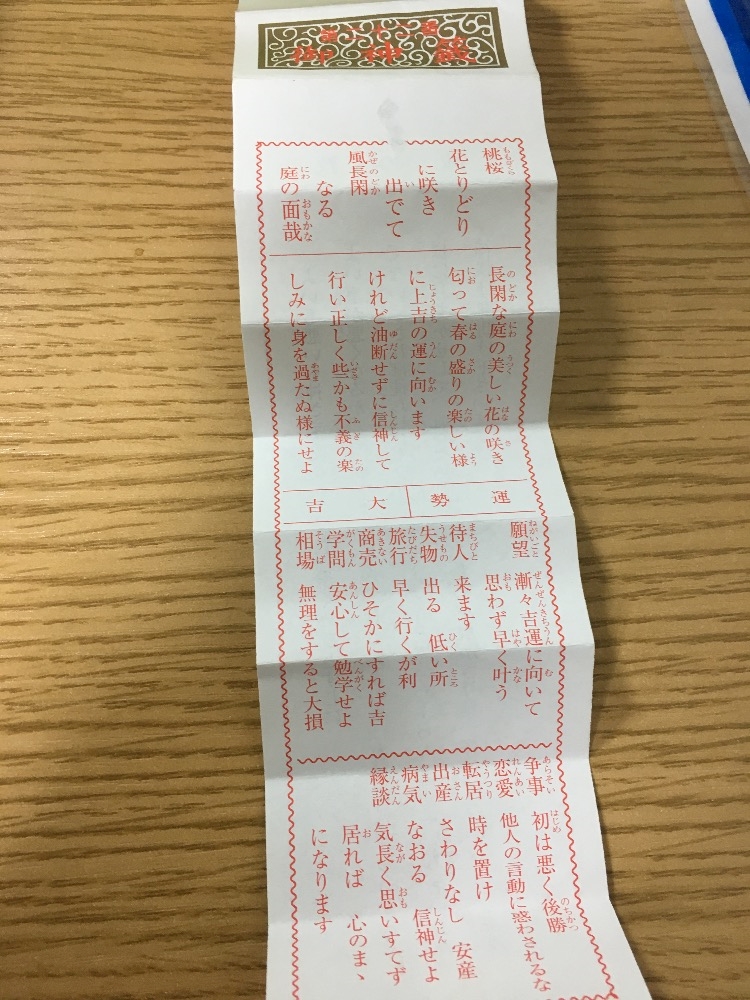 御神籤
桃桜
花とりどり
に咲き
出でて
風長閑
なる
庭の面哉
長閑な庭の美しい花の咲き
匂って春の盛りの楽しい様
に上吉の運に向います
けれど油断せずに信神して
行い正しく些かも不義の楽
しみに身を過たぬ様にせよ
運勢 大吉
願望 漸々吉運に向いて
思わず早く叶う
待人 来ます
失物 出る 低い所
旅行 早く行くが利
商売 ひそかにすれば吉
学問 安心して勉学せよ
相場 無理をすると大損
争事 初は悪く後勝
恋愛 他人の言動に惑わされるな
転居 時を置け
出産 さわりなし 安産
病気 なおる 信神せよ
縁談 気長く思いすてず
居れば 心のまゝ
になります